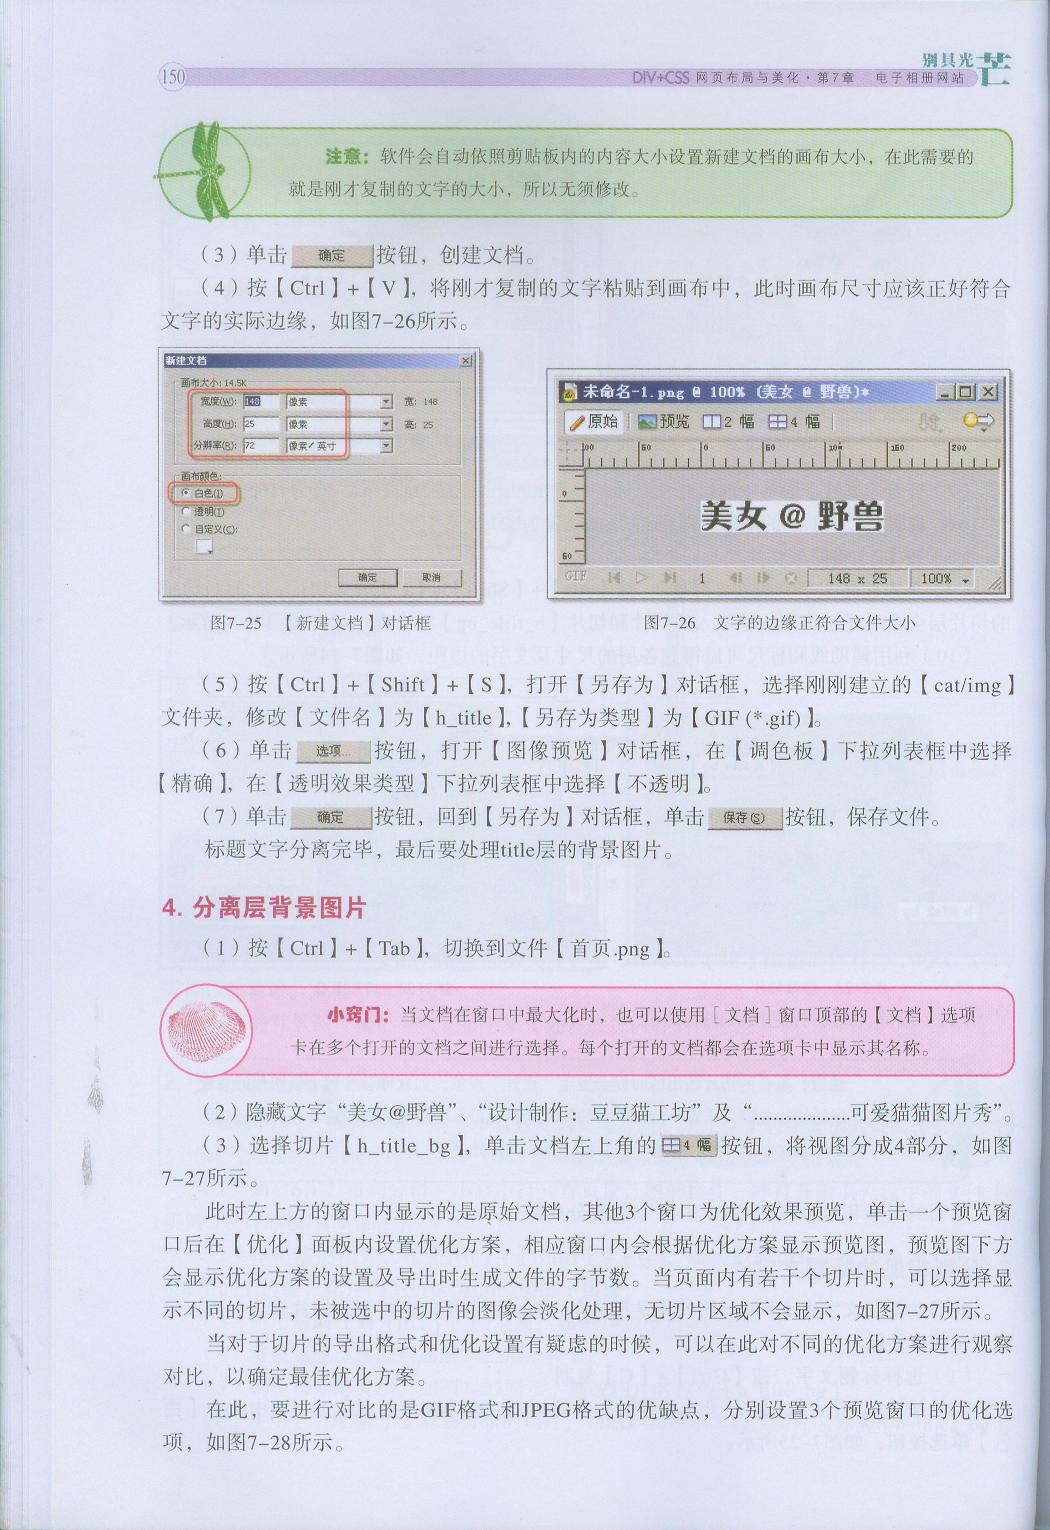 150
别具光芒
DIV+CSS 网页布局与美化·第7章 电子相册网站
注意：软件会自动依照剪贴板内的内容大小设置新建文档的画布大小，在此需要的
就是刚才复制的文字的大小，所以无须修改。
（3）单击 确定 按钮，创建文档。
（4）按【Ctrl】+【V】，将刚才复制的文字粘贴到画布中，此时画布尺寸应该正好符合
文字的实际边缘，如图7-26所示。
新建文档
画布大小: 14.5K
宽度(W): 148 像素 宽: 148
高度(H): 25 像素 高: 25
分辨率(R): 72 像素/英寸
画布颜色:
白色(I)
透明(T)
自定义(C):
确定 取消
未命名-1.png @ 100% (美女 @ 野兽)*
原始 预览 2 幅 4 幅
100 50 0 50 100 150 200
0
美女 @ 野兽
50
GIF 1 148 x 25 100%
图7-25 【新建文档】对话框
图7-26 文字的边缘正符合文件大小
（5）按【Ctrl】+【Shift】+【S】，打开【另存为】对话框，选择刚刚建立的【cat/img】
文件夹，修改【文件名】为【h_title】，【另存为类型】为【GIF (*.gif)】。
（6）单击 选项... 按钮，打开【图像预览】对话框，在【调色板】下拉列表框中选择
【精确】，在【透明效果类型】下拉列表框中选择【不透明】。
（7）单击 确定 按钮，回到【另存为】对话框，单击 保存(S) 按钮，保存文件。
标题文字分离完毕，最后要处理title层的背景图片。
4. 分离层背景图片
（1）按【Ctrl】+【Tab】，切换到文件【首页.png】。
小窍门：当文档在窗口中最大化时，也可以使用［文档］窗口顶部的【文档】选项
卡在多个打开的文档之间进行选择。每个打开的文档都会在选项卡中显示其名称。
（2）隐藏文字“美女@野兽”、“设计制作：豆豆猫工坊”及“....................可爱猫猫图片秀”。
（3）选择切片【h_title_bg】，单击文档左上角的 4 幅 按钮，将视图分成4部分，如图
7-27所示。
此时左上方的窗口内显示的是原始文档，其他3个窗口为优化效果预览，单击一个预览窗
口后在【优化】面板内设置优化方案，相应窗口内会根据优化方案显示预览图，预览图下方
会显示优化方案的设置及导出时生成文件的字节数。当页面内有若干个切片时，可以选择显
示不同的切片，未被选中的切片的图像会淡化处理，无切片区域不会显示，如图7-27所示。
当对于切片的导出格式和优化设置有疑虑的时候，可以在此对不同的优化方案进行观察
对比，以确定最佳优化方案。
在此，要进行对比的是GIF格式和JPEG格式的优缺点，分别设置3个预览窗口的优化选
项，如图7-28所示。